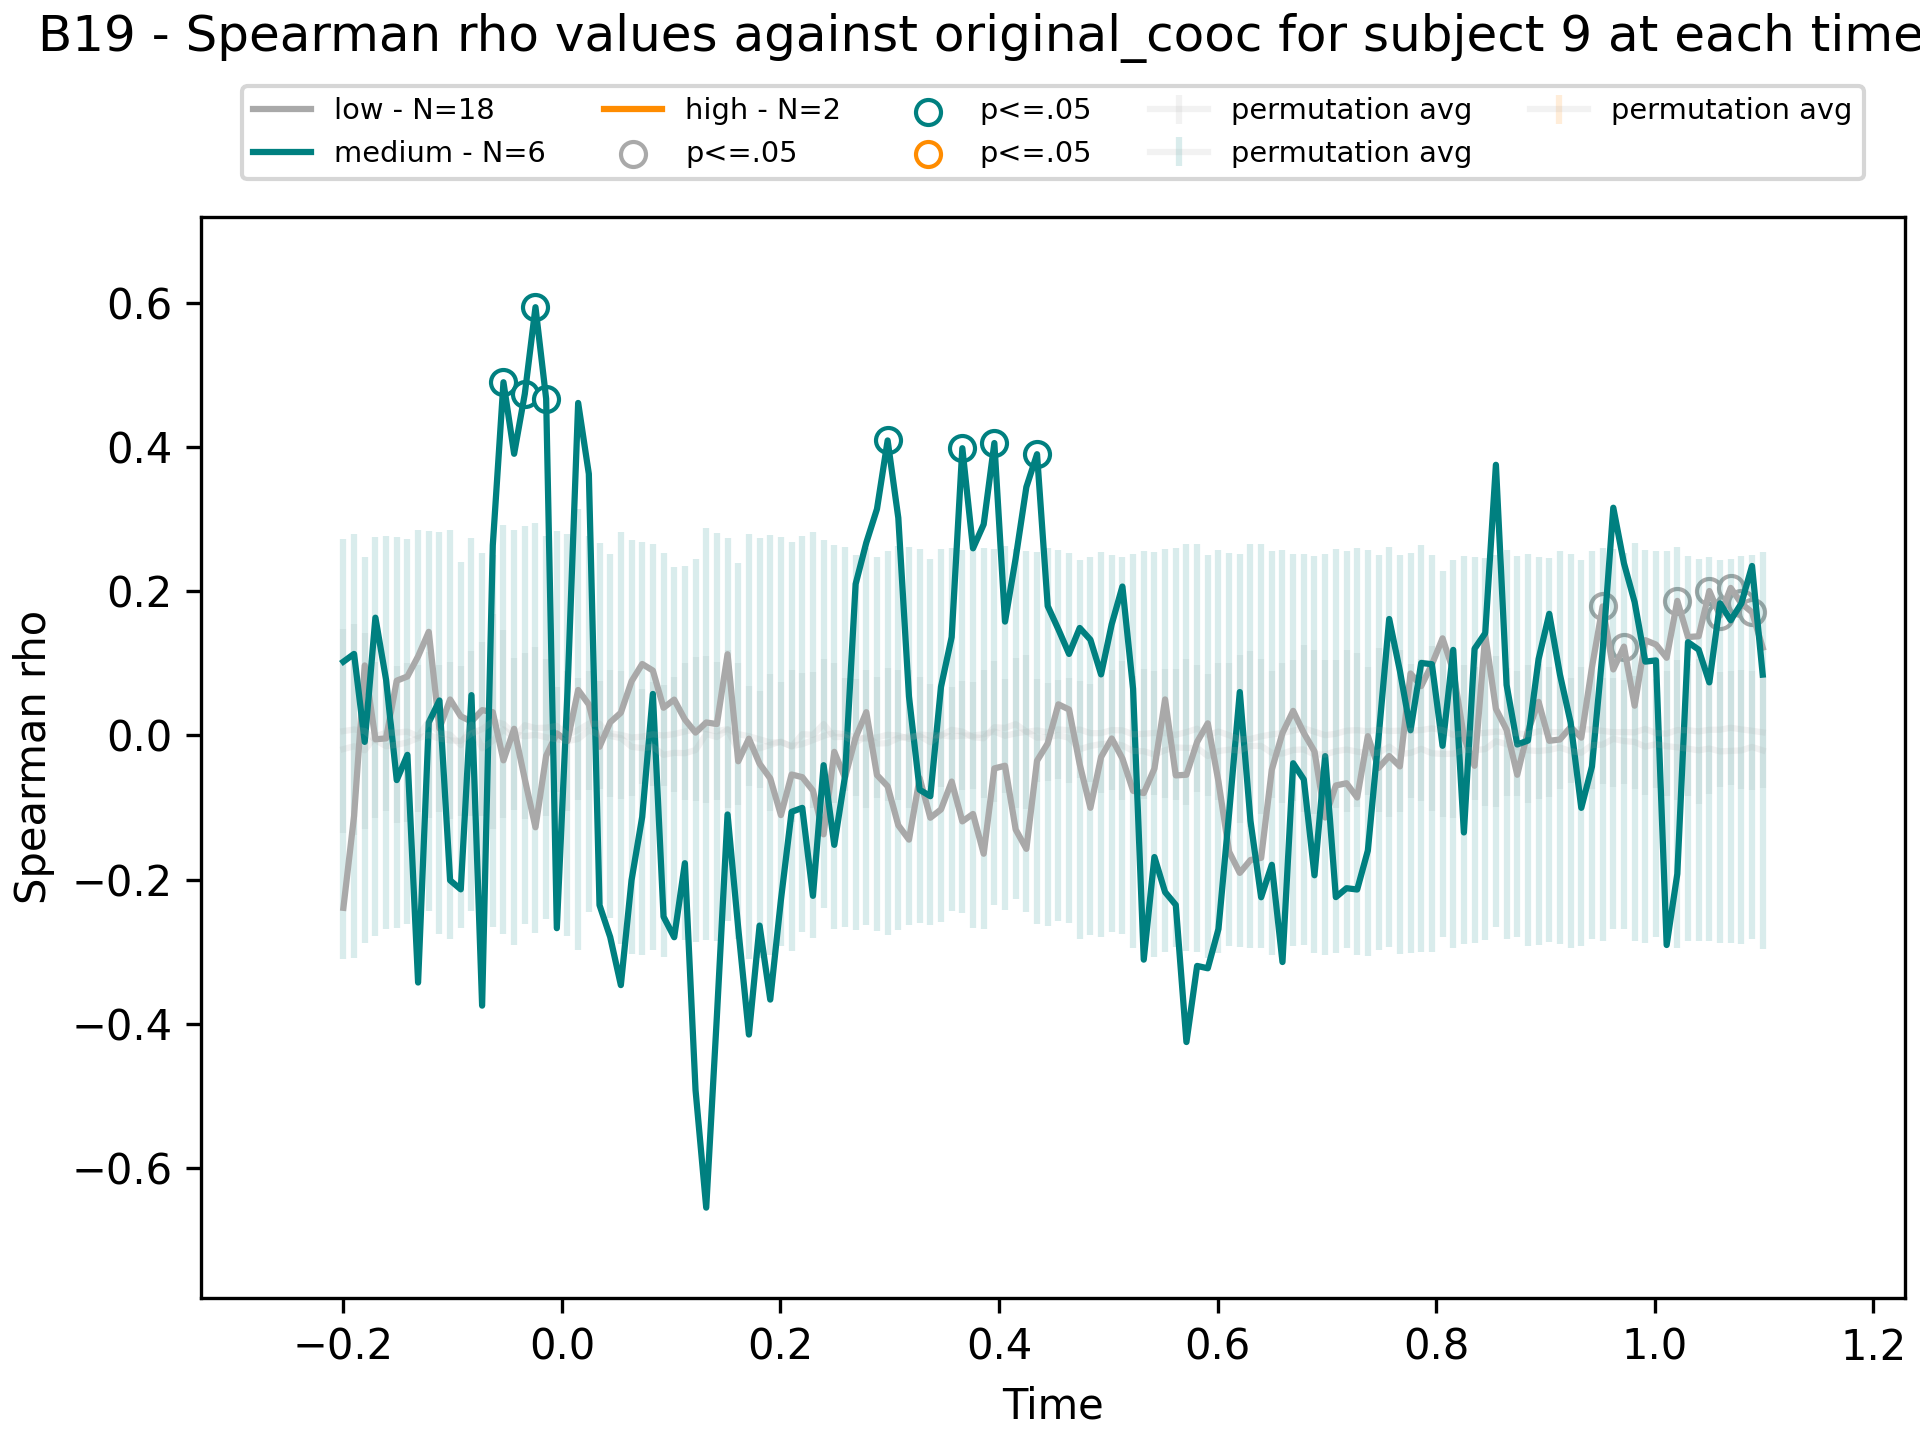 B19 - Spearman rho values against original_cooc for subject 9 at each time
low - N=18
medium - N=6
high - N=2
p<=.05
p<=.05
p<=.05
permutation avg
permutation avg
permutation avg
Spearman rho
0.6
0.4
0.2
0.0
−0.2
−0.4
−0.6
−0.2
0.0
0.2
0.4
0.6
0.8
1.0
1.2
Time